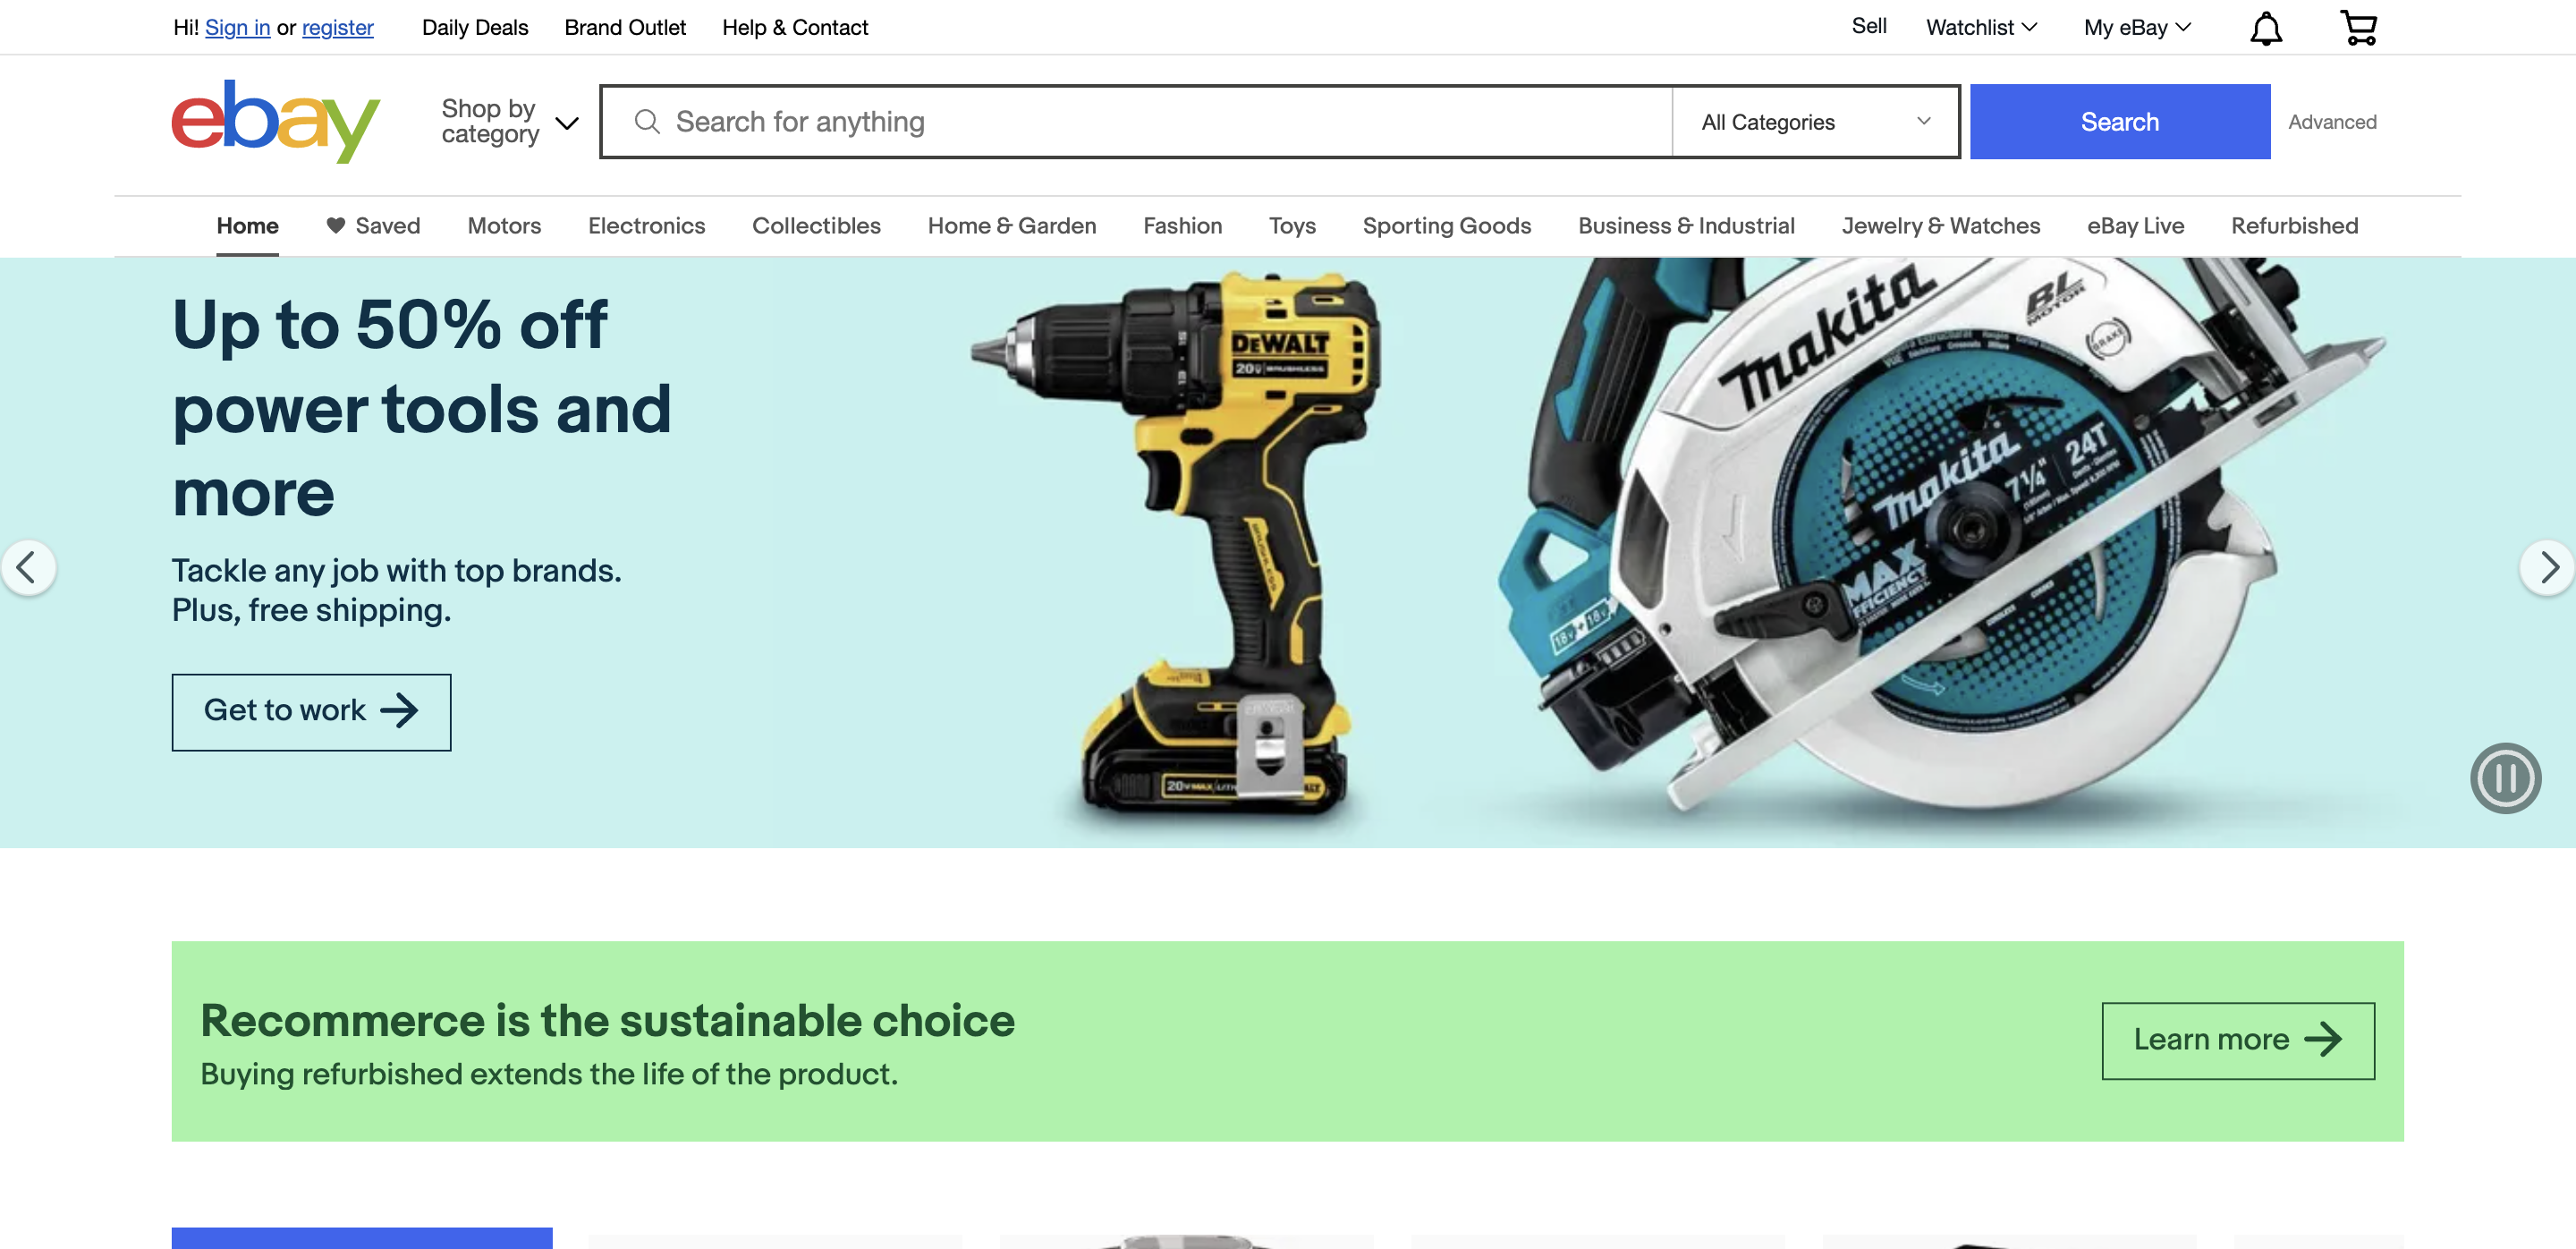 Hi! Sign in or register Daily Deals Brand Outlet Help & Contact Sell Watchlist My eBay
ebay
Shop by
category
Search for anything
All Categories
Search
Advanced
Home Saved Motors Electronics Collectibles Home & Garden Fashion Toys Sporting Goods Business & Industrial Jewelry & Watches eBay Live Refurbished
Up to 50% off
power tools and
more
Tackle any job with top brands.
Plus, free shipping.
Get to work
DEWALT
20V BRUSHLESS
BRUSHLESS
20V MAX
makita
BL
MOTOR
BRAKE
makita
7¼"
24T
MAX
EFFICIENCY
18V+18V
Recommerce is the sustainable choice
Buying refurbished extends the life of the product.
Learn more